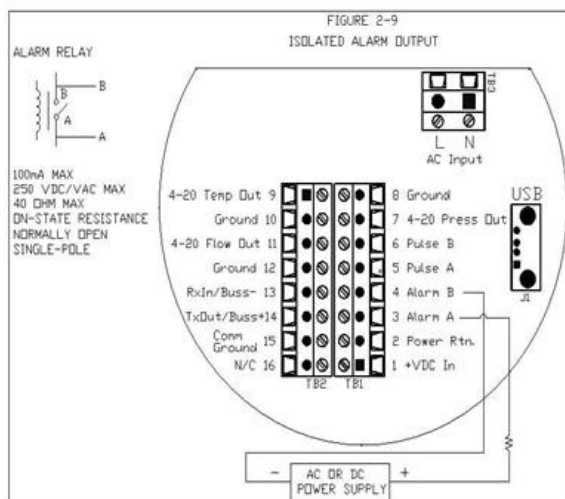 FIGURE 2-9
ISOLATED ALARM OUTPUT
ALARM RELAY
B
B
A
A
100mA MAX
250 VDC/VAC MAX
40 OHM MAX
ON-STATE RESISTANCE
NORMALLY OPEN
SINGLE-POLE
TB3
L N
AC Input
USB
J1
4-20 Temp Out 9
Ground 10
4-20 Flow Out 11
Ground 12
RxIn/Buss- 13
TxOut/Buss+14
Comm
Ground 15
N/C 16
8 Ground
7 4-20 Press Out
6 Pulse B
5 Pulse A
4 Alarm B
3 Alarm A
2 Power Rtn.
1 +VDC In
TB2 TB1
- AC OR DC +
POWER SUPPLY